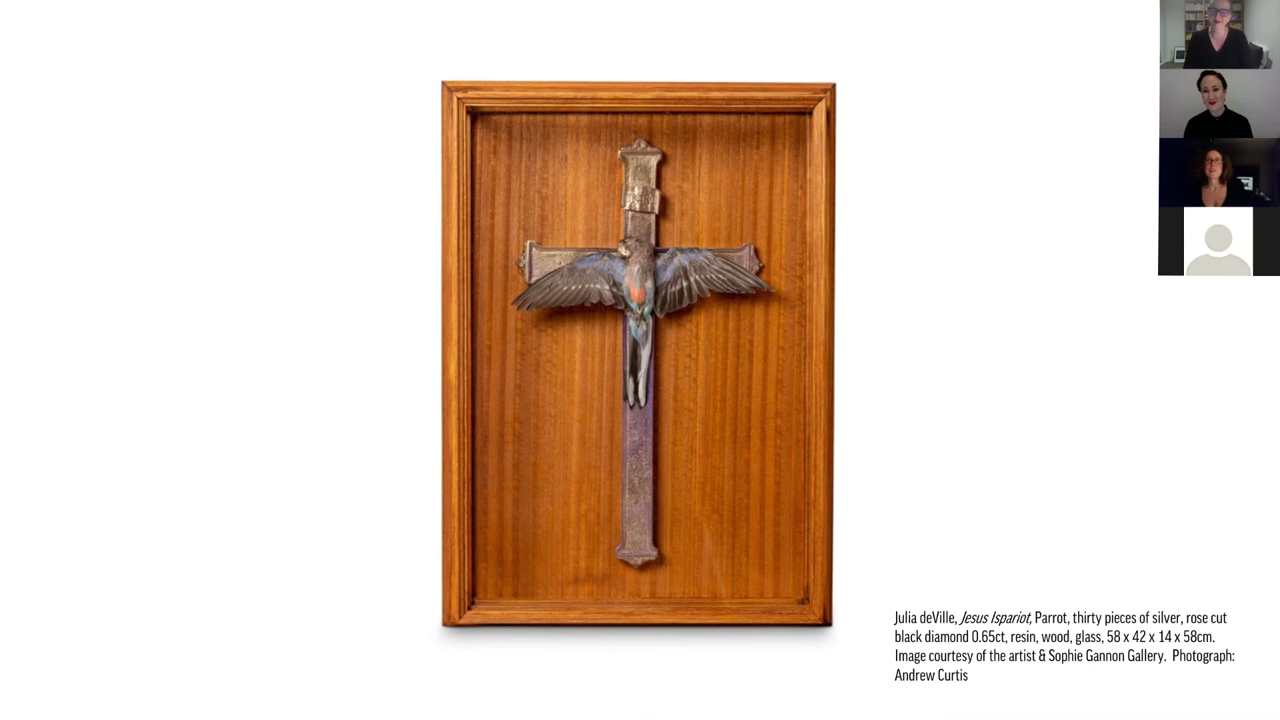 Julia deVille, Jesus Ispariot, Parrot, thirty pieces of silver, rose cut
black diamond 0.65ct, resin, wood, glass, 58 x 42 x 14 x 58cm.
Image courtesy of the artist & Sophie Gannon Gallery.  Photograph:
Andrew Curtis